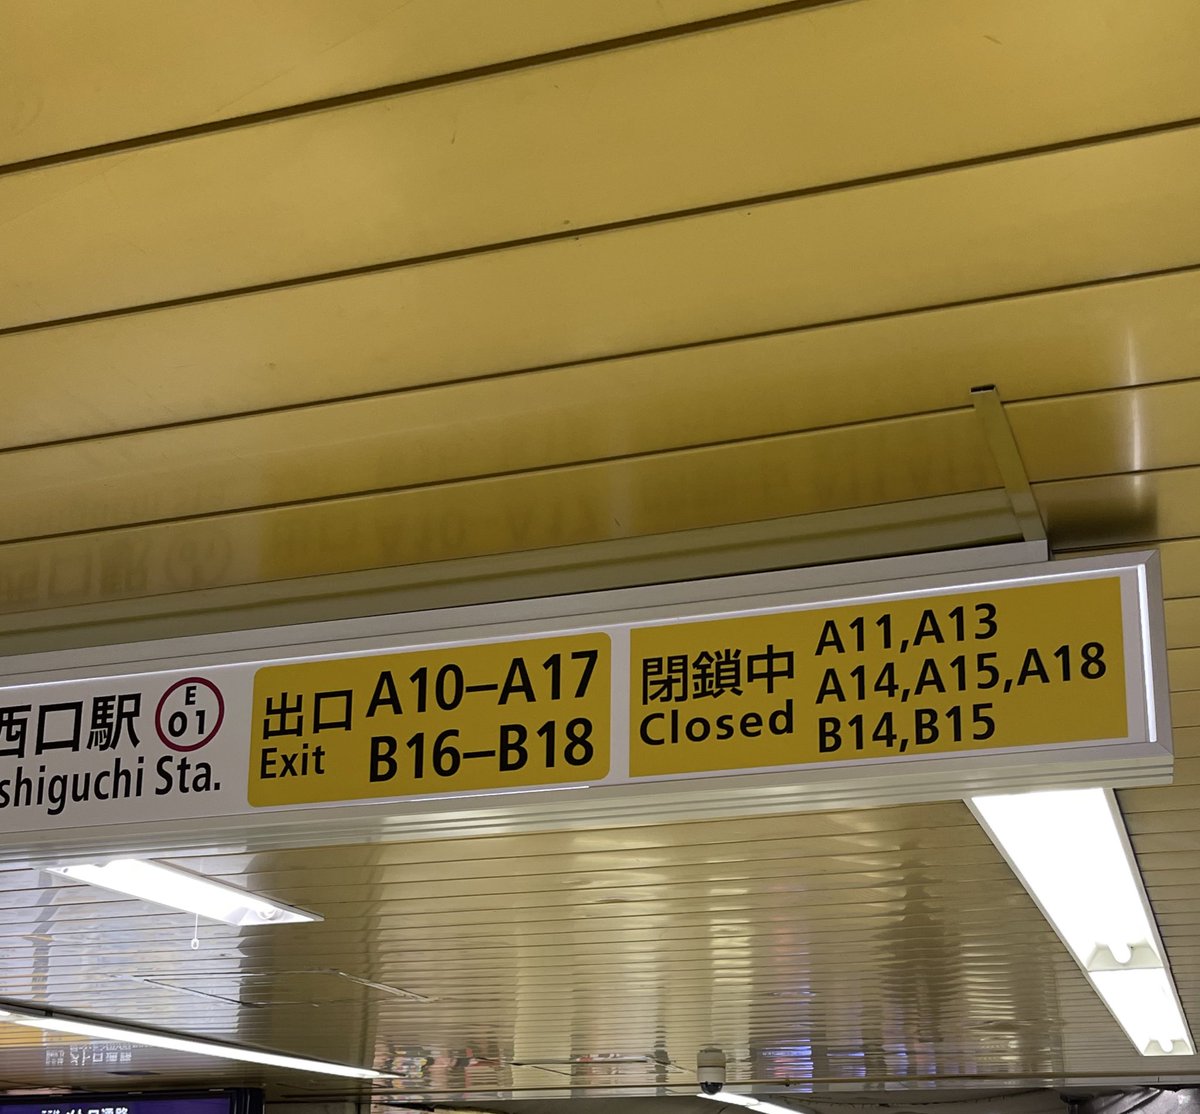 西口駅
E
01
shiguchi Sta.
出口
Exit
A10–A17
B16–B18
閉鎖中
Closed
A11,A13
A14,A15,A18
B14,B15